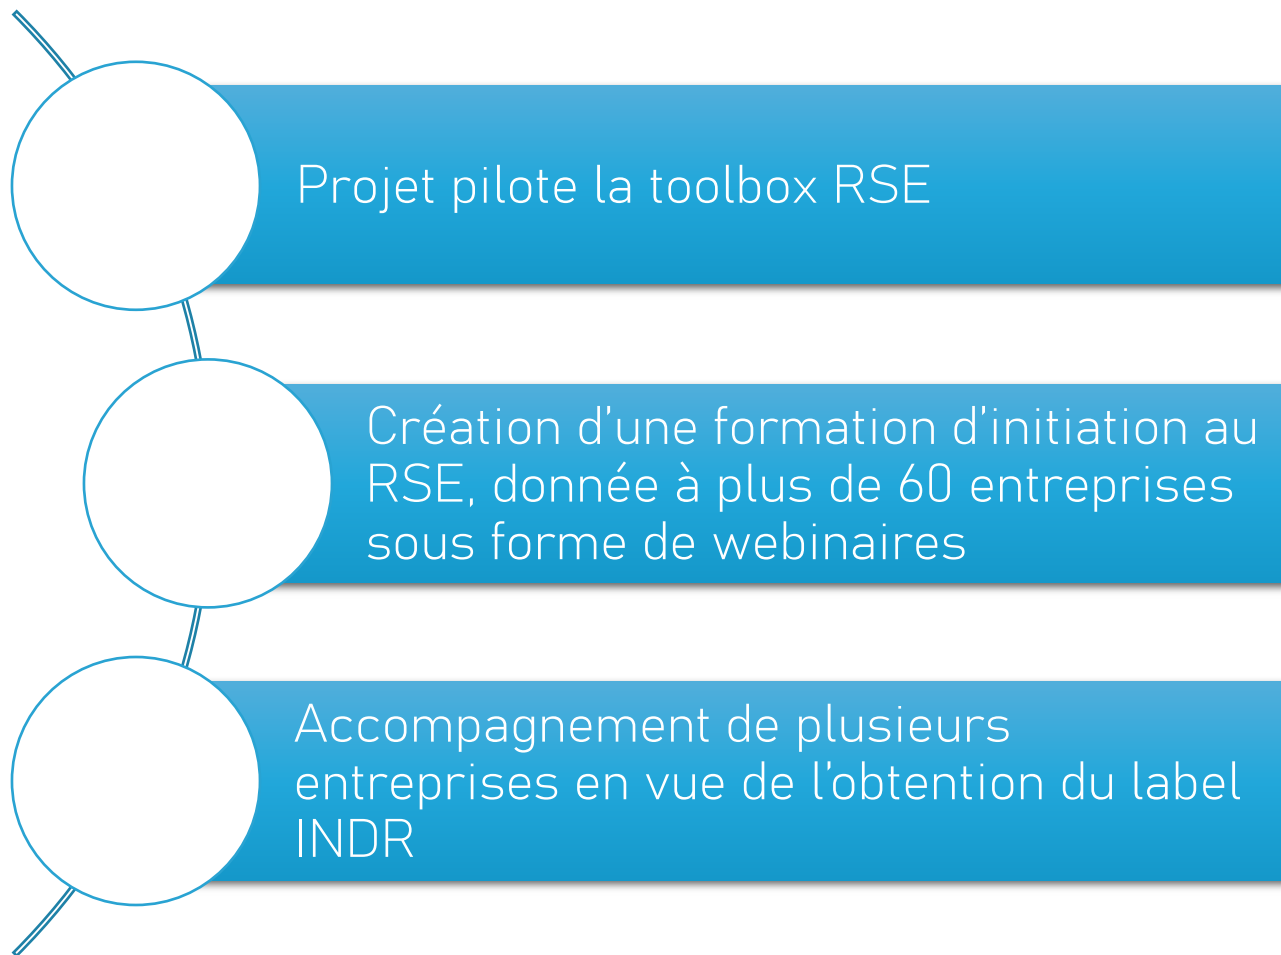 Projet pilote la toolbox RSE
Création d'une formation d'initiation au
RSE, donnée à plus de 60 entreprises
sous forme de webinaires
Accompagnement de plusieurs
entreprises en vue de l'obtention du label
INDR